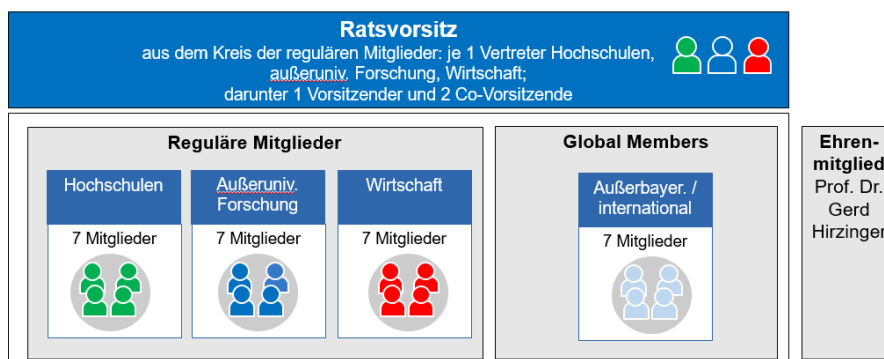 Ratsvorsitz
aus dem Kreis der regulären Mitglieder: je 1 Vertreter Hochschulen,
außeruniv. Forschung, Wirtschaft;
darunter 1 Vorsitzender und 2 Co-Vorsitzende
Reguläre Mitglieder
Hochschulen
7 Mitglieder
Außeruniv.
Forschung
7 Mitglieder
Wirtschaft
7 Mitglieder
Global Members
Außerbayer. /
international
7 Mitglieder
Ehren-
mitglied
Prof. Dr.
Gerd
Hirzinger